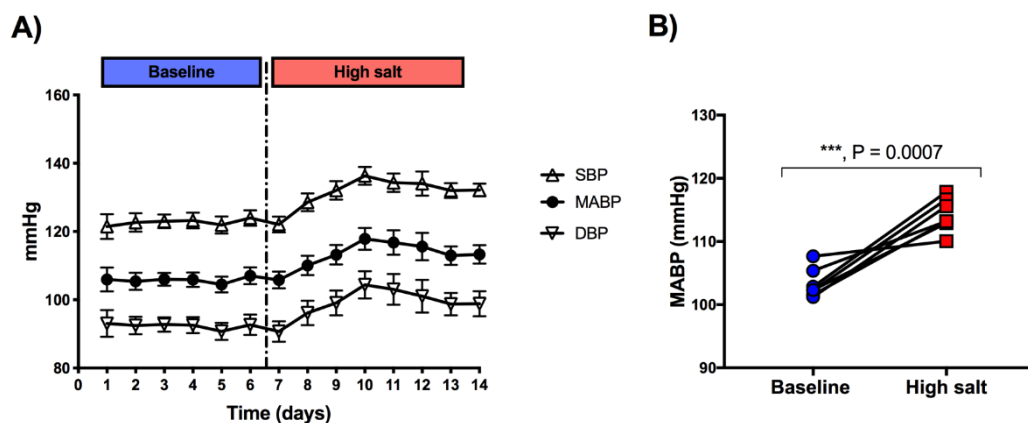 A)
Baseline
High salt
160
140
120
100
80
mmHg
0 1 2 3 4 5 6 7 8 9 10 11 12 13 14
Time (days)
SBP
MABP
DBP
B)
130
120
110
100
90
MABP (mmHg)
***, P = 0.0007
Baseline
High salt